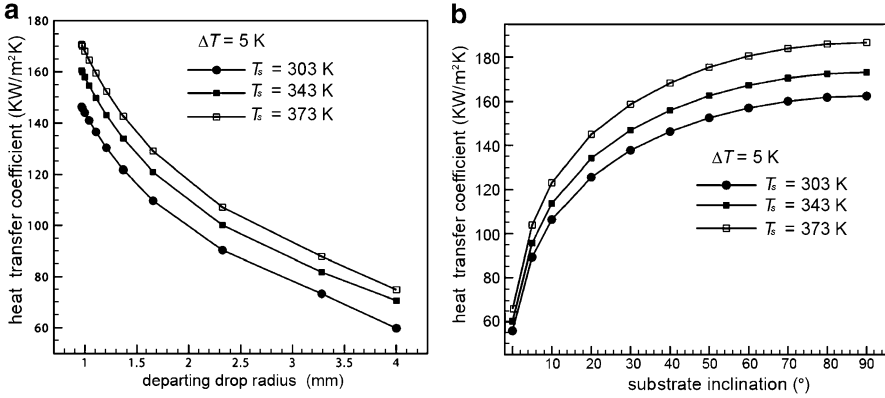 a
heat transfer coefficient (KW/m²K)
180
160
140
120
100
80
60
ΔT = 5 K
Ts = 303 K
Ts = 343 K
Ts = 373 K
1
1.5
2
2.5
3
3.5
4
departing drop radius (mm)
b
heat transfer coefficient (KW/m²K)
180
160
140
120
100
80
60
ΔT = 5 K
Ts = 303 K
Ts = 343 K
Ts = 373 K
10
20
30
40
50
60
70
80
90
substrate inclination (°)